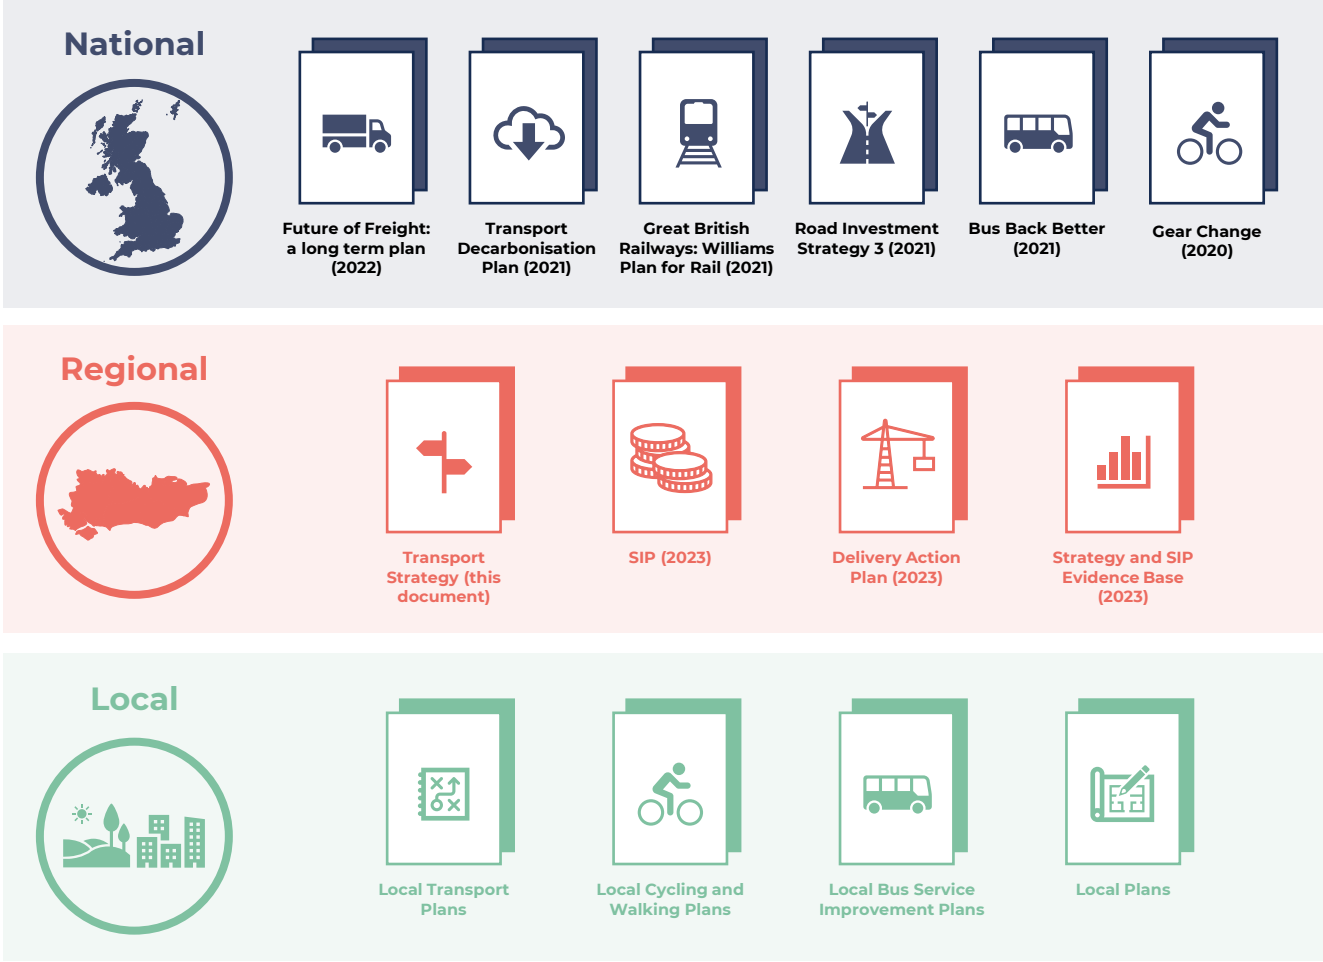 National
Future of Freight:
a long term plan
(2022)
Transport
Decarbonisation
Plan (2021)
Great British
Railways: Williams
Plan for Rail (2021)
Road Investment
Strategy 3 (2021)
Bus Back Better
(2021)
Gear Change
(2020)
Regional
Transport
Strategy (this
document)
SIP (2023)
Delivery Action
Plan (2023)
Strategy and SIP
Evidence Base
(2023)
Local
Local Transport
Plans
Local Cycling and
Walking Plans
Local Bus Service
Improvement Plans
Local Plans